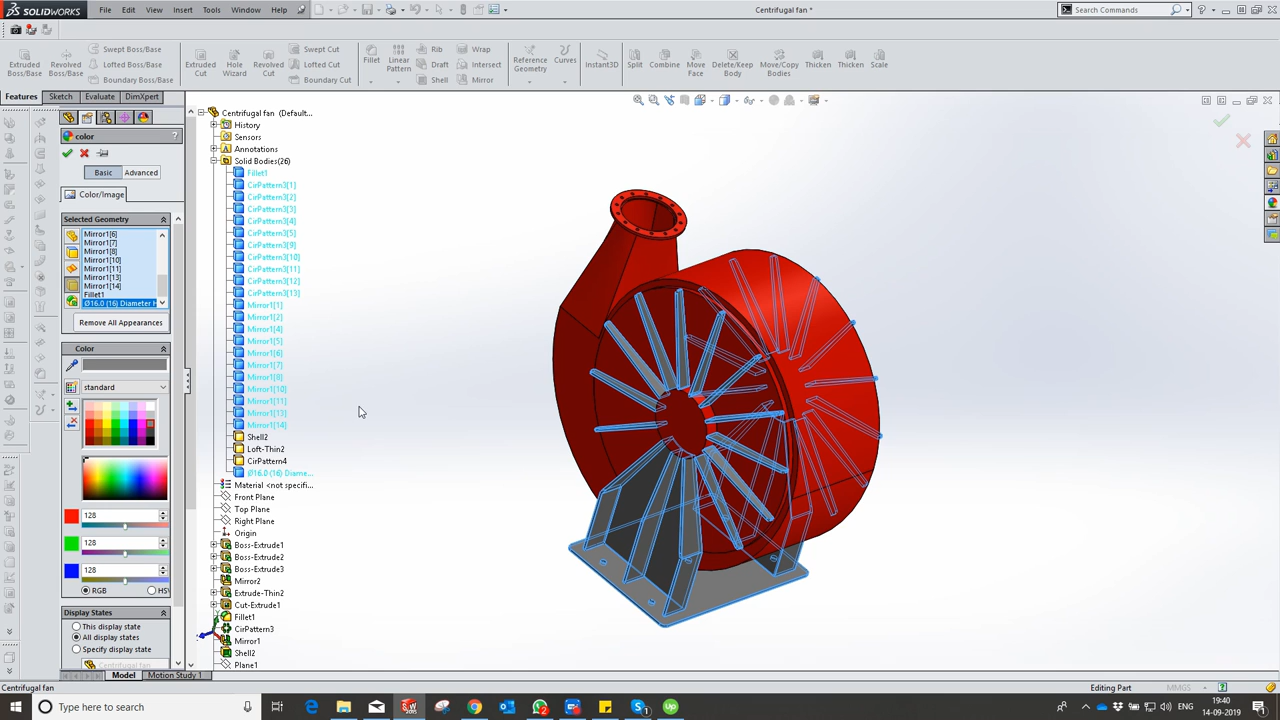 SOLIDWORKS
File Edit View Insert Tools Window Help
Centrifugal fan *
Search Commands
Extruded Boss/Base
Revolved Boss/Base
Swept Boss/Base
Lofted Boss/Base
Boundary Boss/Base
Extruded Cut
Hole Wizard
Revolved Cut
Swept Cut
Lofted Cut
Boundary Cut
Fillet
Linear Pattern
Rib
Draft
Shell
Wrap
Intersect
Mirror
Reference Geometry
Curves
Instant3D
Split
Combine
Move Face
Delete/Keep Body
Move/Copy Bodies
Thicken
Thicken
Scale
Features Sketch Evaluate DimXpert
color
?
Basic Advanced
Color/Image
Selected Geometry
Mirror1[6]
Mirror1[7]
Mirror1[8]
Mirror1[10]
Mirror1[11]
Mirror1[13]
Mirror1[14]
Fillet1
Ø16.0 (16) Diameter H
Remove All Appearances
Color
standard
128
128
128
RGB HS
Display States
This display state
All display states
Specify display state
Centrifugal fan
Centrifugal fan (Default...
History
Sensors
Annotations
Solid Bodies(26)
Fillet1
CirPattern3[1]
CirPattern3[2]
CirPattern3[3]
CirPattern3[4]
CirPattern3[5]
CirPattern3[9]
CirPattern3[10]
CirPattern3[11]
CirPattern3[12]
CirPattern3[13]
Mirror1[1]
Mirror1[2]
Mirror1[4]
Mirror1[5]
Mirror1[6]
Mirror1[7]
Mirror1[8]
Mirror1[10]
Mirror1[11]
Mirror1[13]
Mirror1[14]
Shell2
Loft-Thin2
CirPattern4
Ø16.0 (16) Diame...
Material <not specifi...
Front Plane
Top Plane
Right Plane
Origin
Boss-Extrude1
Boss-Extrude2
Boss-Extrude3
Mirror2
Extrude-Thin2
Cut-Extrude1
Fillet1
CirPattern3
Mirror1
Shell2
Plane1
Model Motion Study 1
Centrifugal fan
Editing Part
MMGS
Type here to search
19:40
14-09-2019